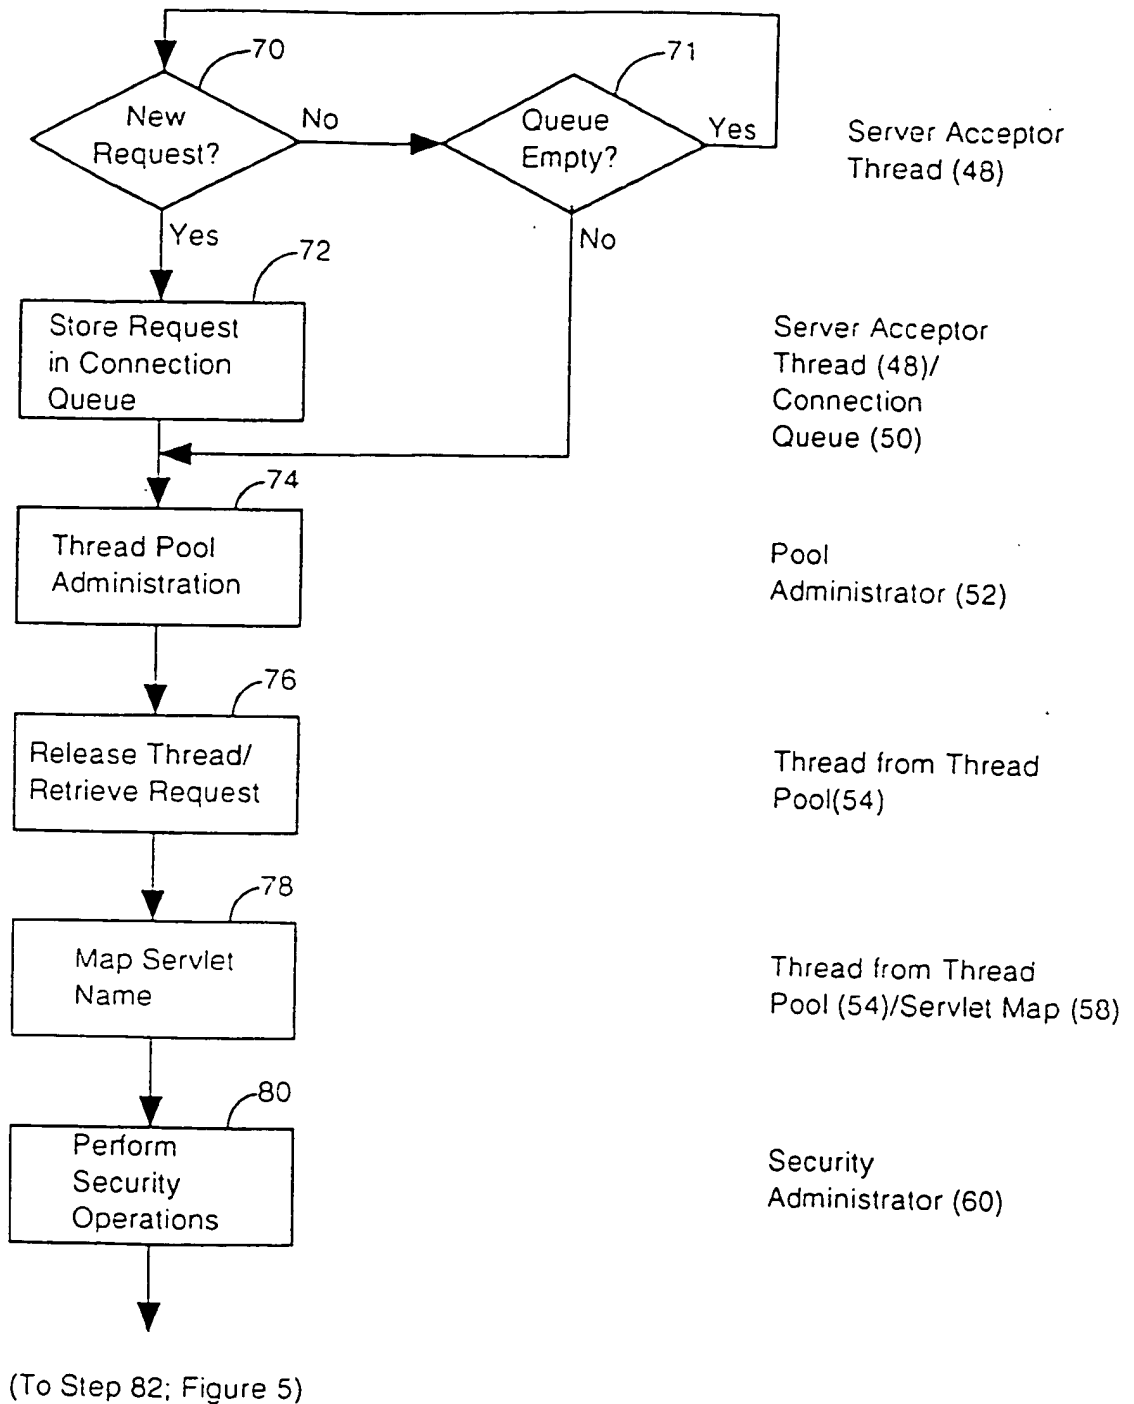 70
71
New
Request?
No
Queue
Empty?
Yes
Server Acceptor
Thread (48)
Yes
No
72
Store Request
in Connection
Queue
Server Acceptor
Thread (48)/
Connection
Queue (50)
74
Thread Pool
Administration
Pool
Administrator (52)
76
Release Thread/
Retrieve Request
Thread from Thread
Pool(54)
78
Map Servlet
Name
Thread from Thread
Pool (54)/Servlet Map (58)
80
Perform
Security
Operations
Security
Administrator (60)
(To Step 82; Figure 5)